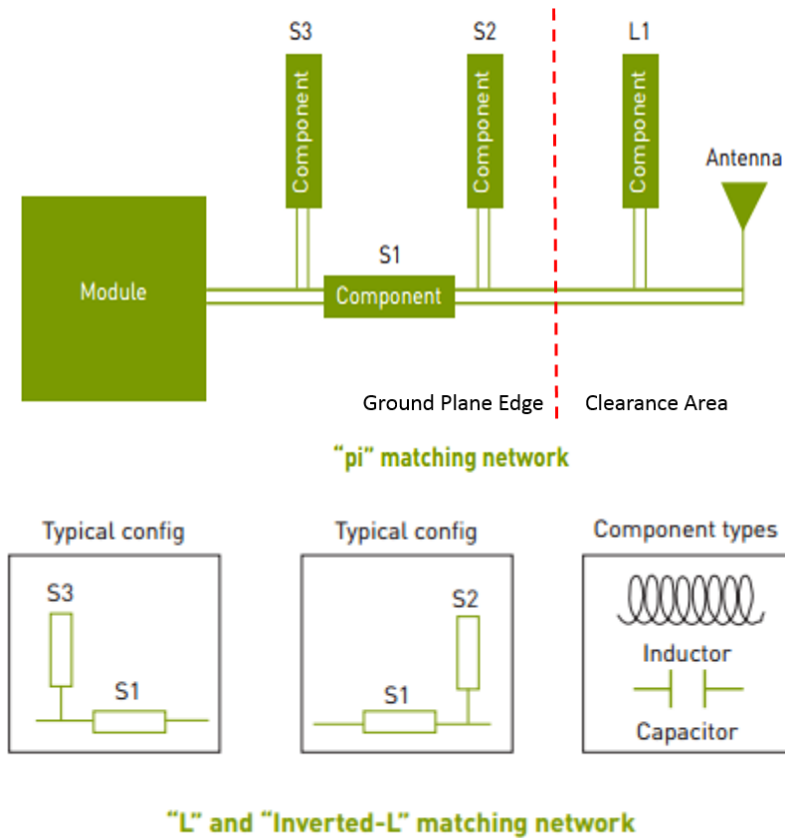 S3
S2
L1
Component
Component
Component
Antenna
S1
Module
Component
Ground Plane Edge
Clearance Area
“pi” matching network
Typical config
Typical config
Component types
S3
S2
S1
S1
Inductor
Capacitor
“L” and “Inverted-L” matching network